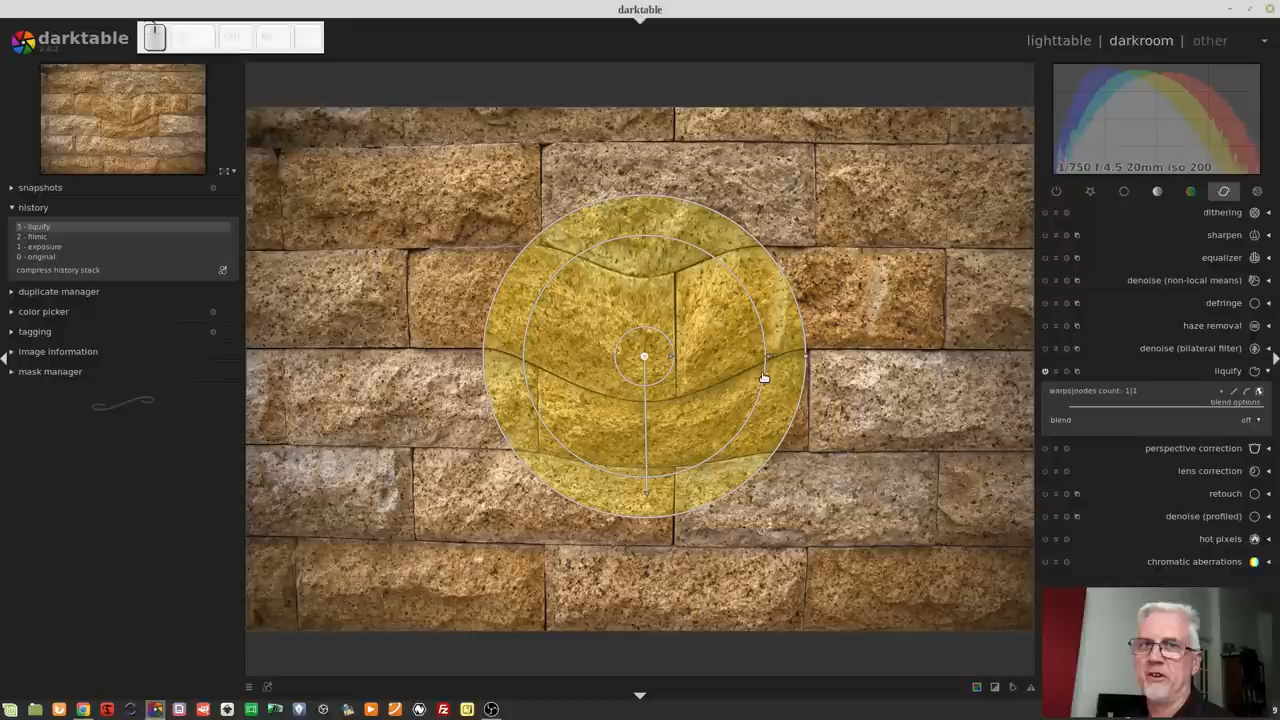 darktable
darktable
lighttable | darkroom | other
1/750 f/4.5 20mm iso 200
snapshots
history
3 - liquify
2 - filmic
1 - exposure
0 - original
compress history stack
duplicate manager
color picker
tagging
image information
mask manager
dithering
sharpen
equalizer
denoise (non-local means)
defringe
haze removal
denoise (bilateral filter)
liquify
warps|nodes count: 1|1
blend options
blend
off
perspective correction
lens correction
retouch
denoise (profiled)
hot pixels
chromatic aberrations